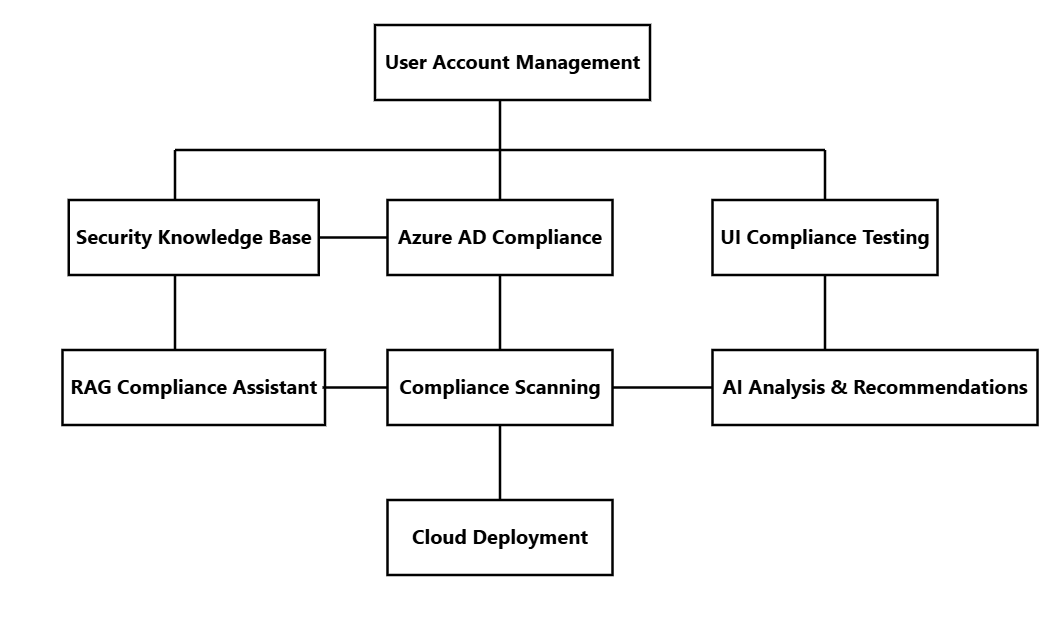 User Account Management
Security Knowledge Base
Azure AD Compliance
UI Compliance Testing
RAG Compliance Assistant
Compliance Scanning
AI Analysis & Recommendations
Cloud Deployment